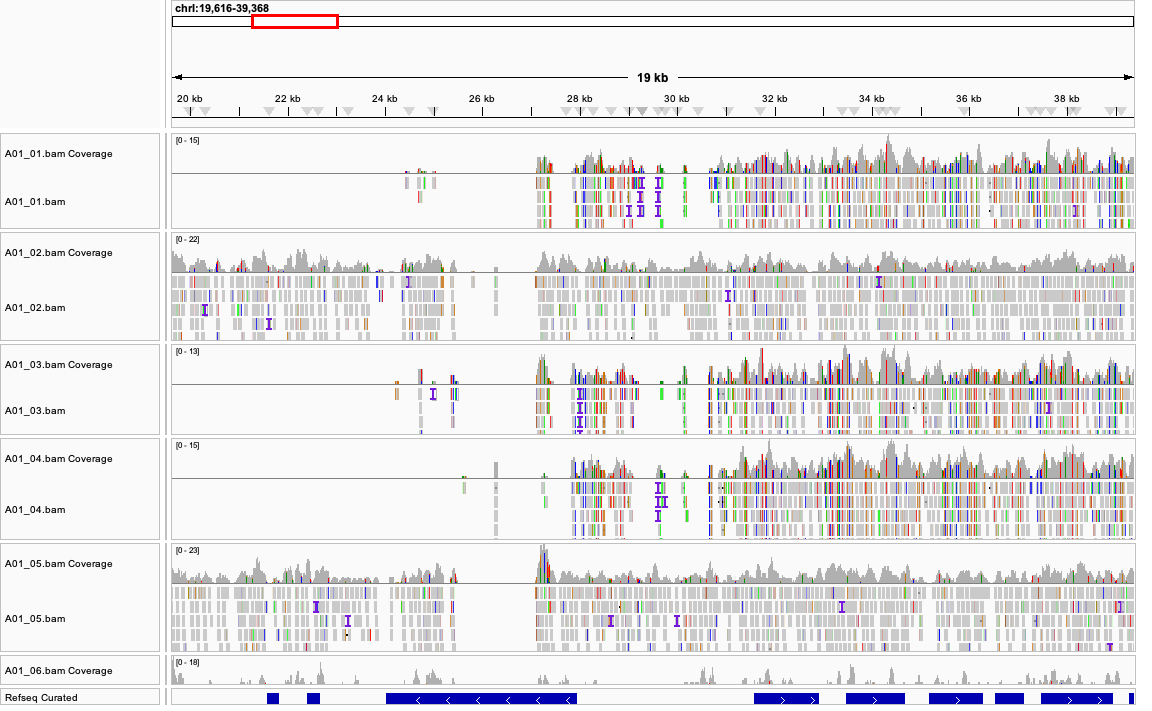 chrI:19,616-39,368
19 kb
20 kb 22 kb 24 kb 26 kb 28 kb 30 kb 32 kb 34 kb 36 kb 38 kb
[0 - 15]
A01_01.bam Coverage
A01_01.bam
[0 - 22]
A01_02.bam Coverage
A01_02.bam
[0 - 13]
A01_03.bam Coverage
A01_03.bam
[0 - 15]
A01_04.bam Coverage
A01_04.bam
[0 - 23]
A01_05.bam Coverage
A01_05.bam
[0 - 18]
A01_06.bam Coverage
Refseq Curated